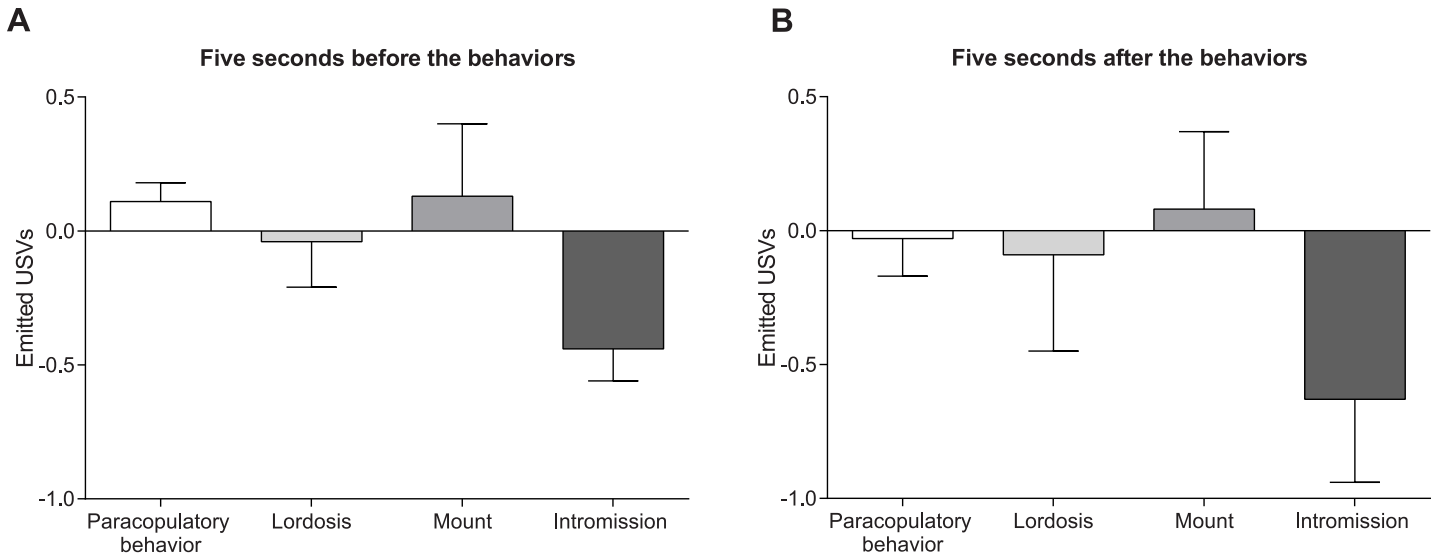 A
Five seconds before the behaviors
Emitted USVs
0.5
0.0
-0.5
-1.0
Paracopulatory
behavior
Lordosis
Mount
Intromission
B
Five seconds after the behaviors
Emitted USVs
0.5
0.0
-0.5
-1.0
Paracopulatory
behavior
Lordosis
Mount
Intromission